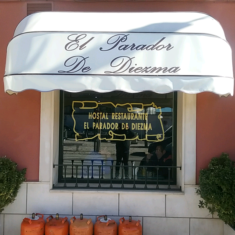 El Parador
De Diezma
HOSTAL RESTAURANTE
EL PARADOR DE DIEZMA